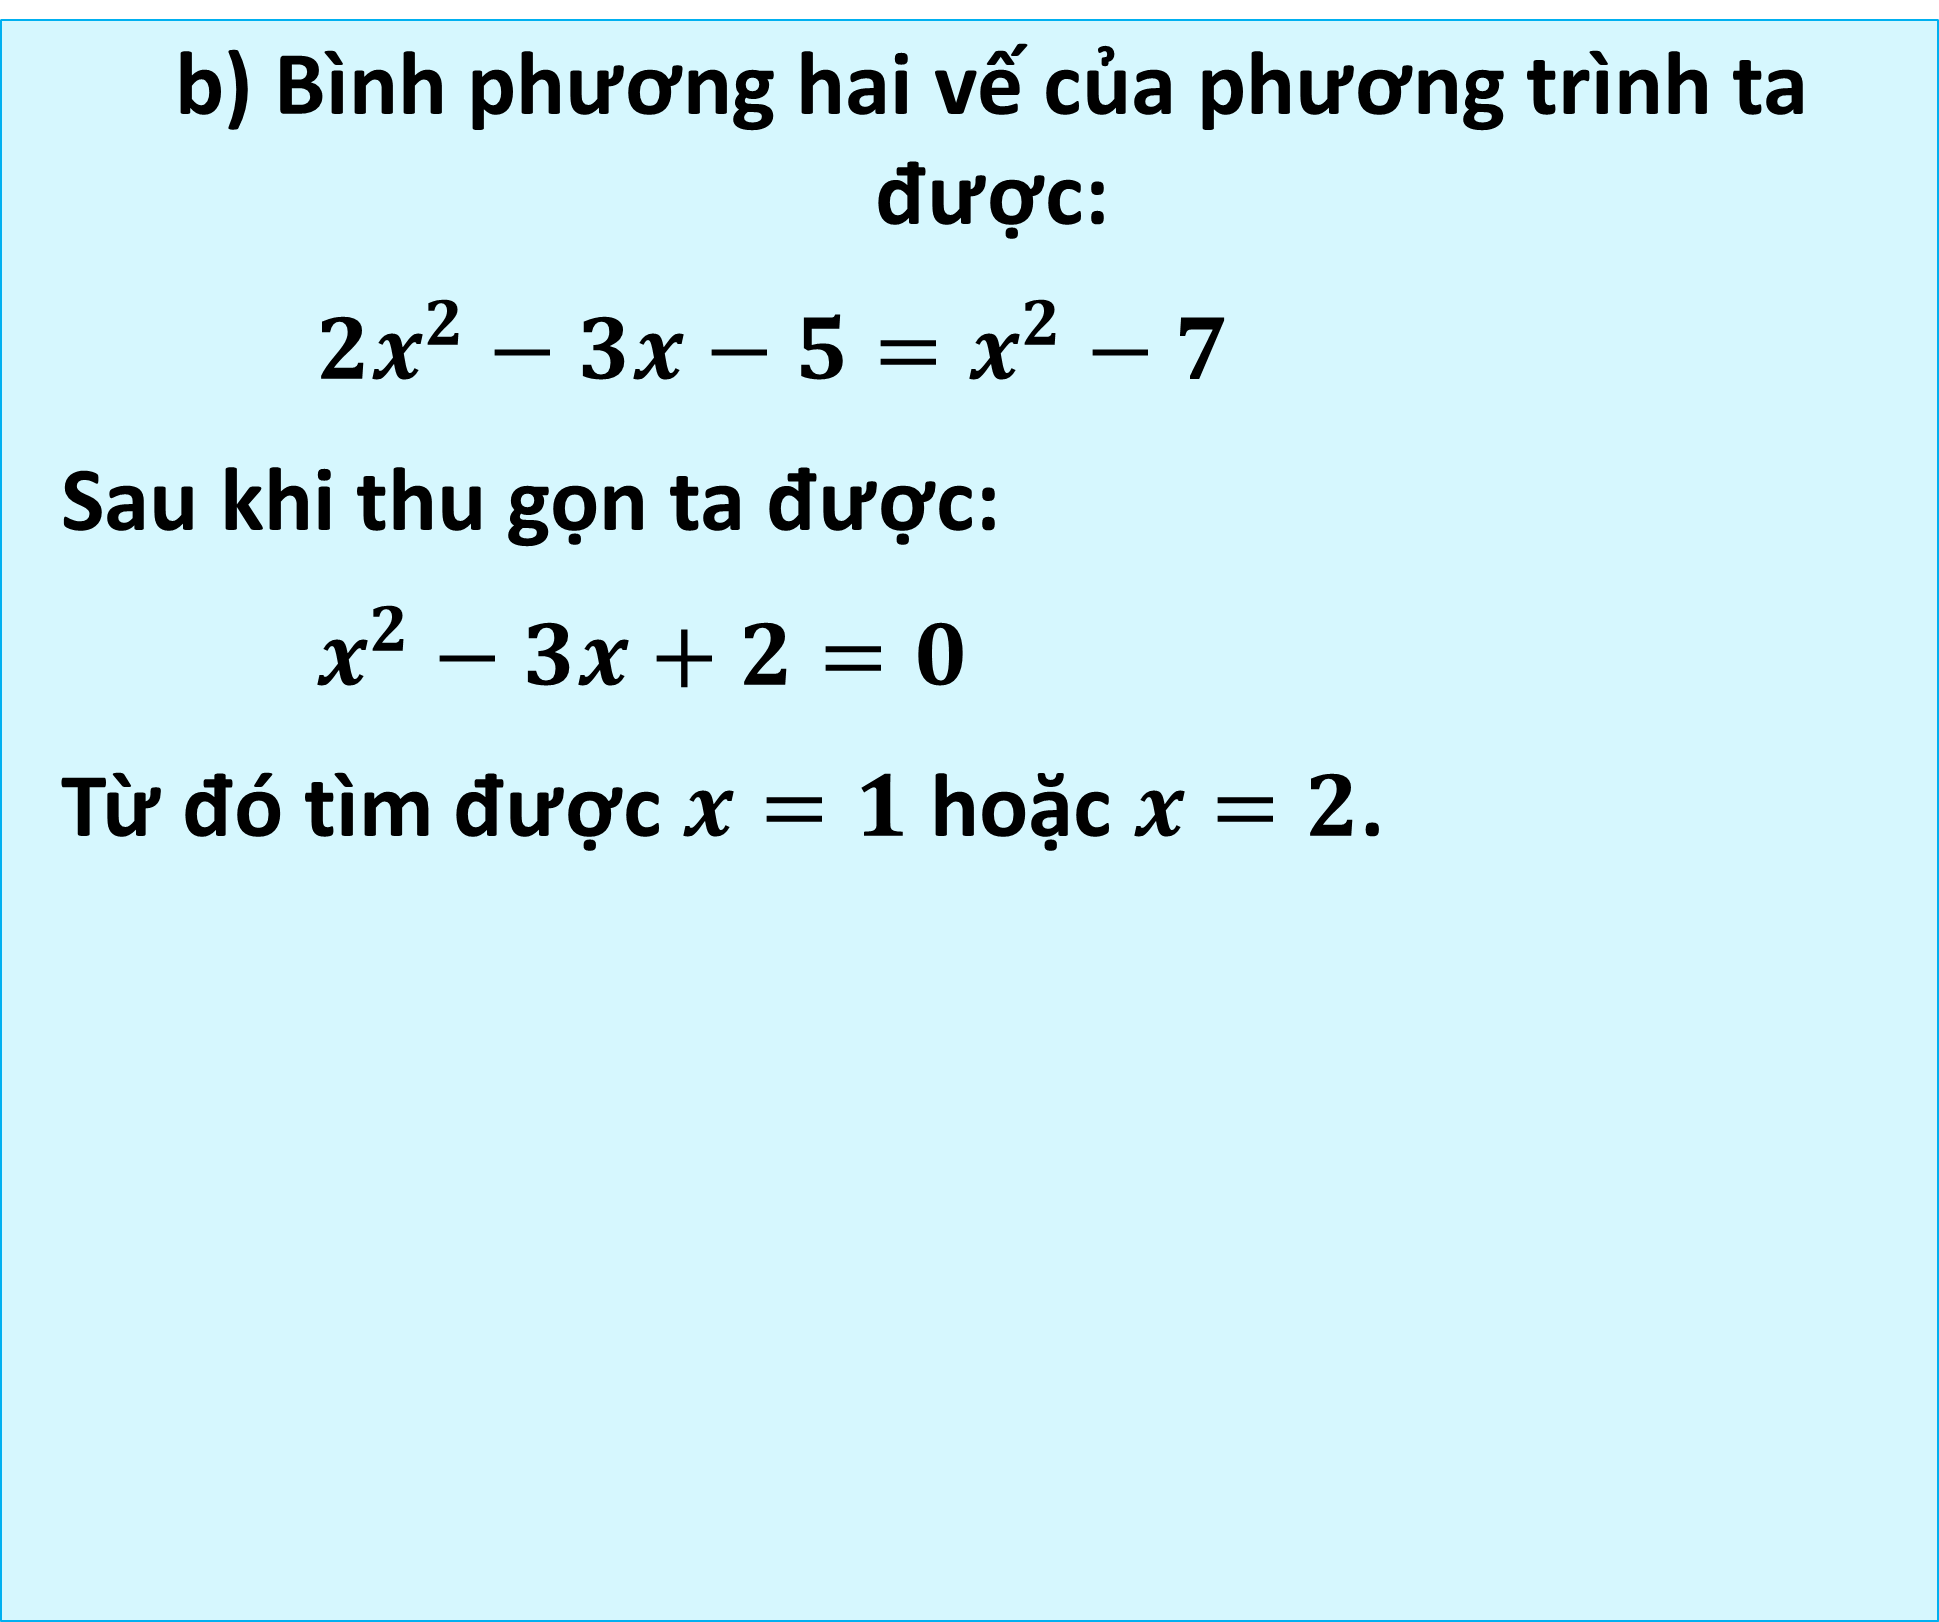 b) Bình phương hai vế của phương trình ta
được:
2x² − 3x − 5 = x² − 7
Sau khi thu gọn ta được:
x² − 3x + 2 = 0
Từ đó tìm được x = 1 hoặc x = 2.